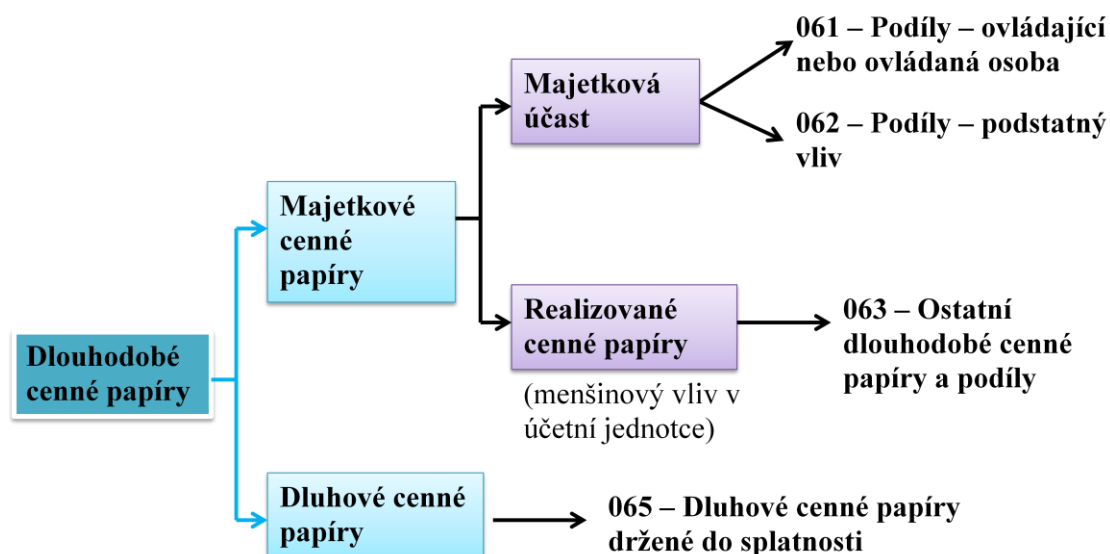 061 – Podíly – ovládající
nebo ovládaná osoba
Majetková
účast
062 – Podíly – podstatný
vliv
Majetkové
cenné
papíry
Realizované
cenné papíry
(menšinový vliv v
účetní jednotce)
063 – Ostatní
dlouhodobé cenné
papíry a podíly
Dlouhodobé
cenné papíry
Dluhové cenné
papíry
065 – Dluhové cenné papíry
držené do splatnosti